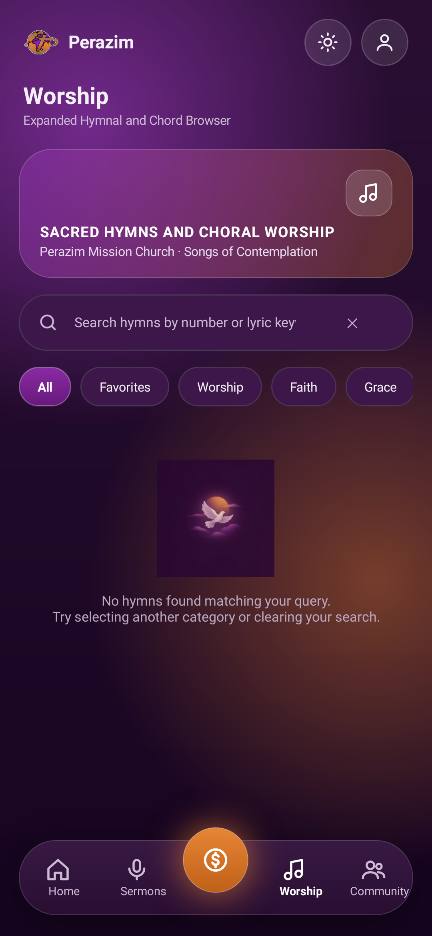 Perazim
Worship
Expanded Hymnal and Chord Browser
SACRED HYMNS AND CHORAL WORSHIP
Perazim Mission Church · Songs of Contemplation
Search hymns by number or lyric key
All
Favorites
Worship
Faith
Grace
No hymns found matching your query.
Try selecting another category or clearing your search.
Home
Sermons
Worship
Community